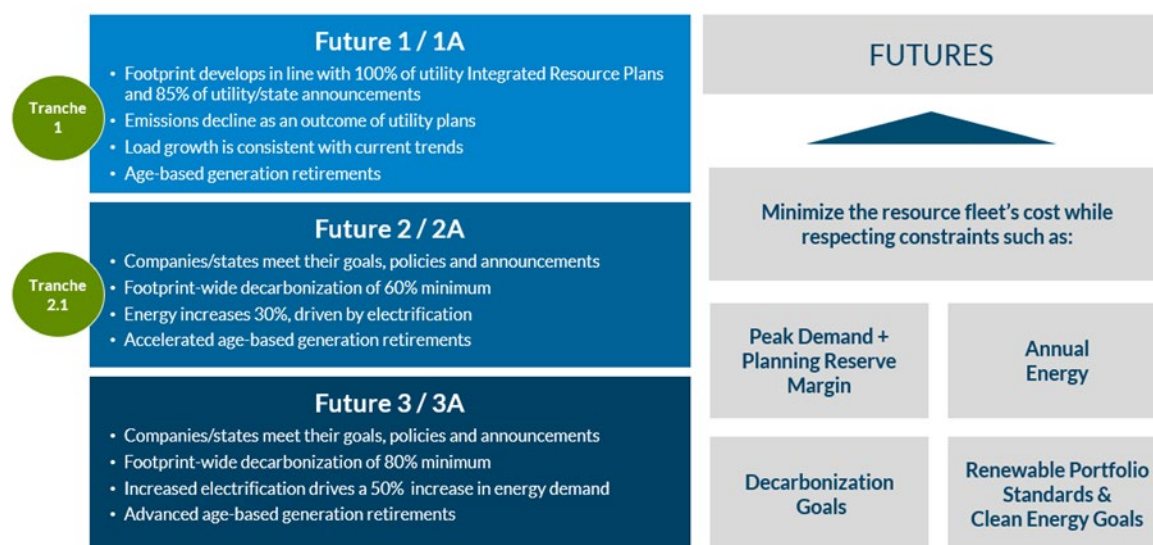 Tranche
1
Future 1 / 1A
• Footprint develops in line with 100% of utility Integrated Resource Plans
and 85% of utility/state announcements
• Emissions decline as an outcome of utility plans
• Load growth is consistent with current trends
• Age-based generation retirements
Tranche
2.1
Future 2 / 2A
• Companies/states meet their goals, policies and announcements
• Footprint-wide decarbonization of 60% minimum
• Energy increases 30%, driven by electrification
• Accelerated age-based generation retirements
Future 3 / 3A
• Companies/states meet their goals, policies and announcements
• Footprint-wide decarbonization of 80% minimum
• Increased electrification drives a 50% increase in energy demand
• Advanced age-based generation retirements
FUTURES
Minimize the resource fleet's cost while
respecting constraints such as:
Peak Demand +
Planning Reserve
Margin
Annual
Energy
Decarbonization
Goals
Renewable Portfolio
Standards &
Clean Energy Goals